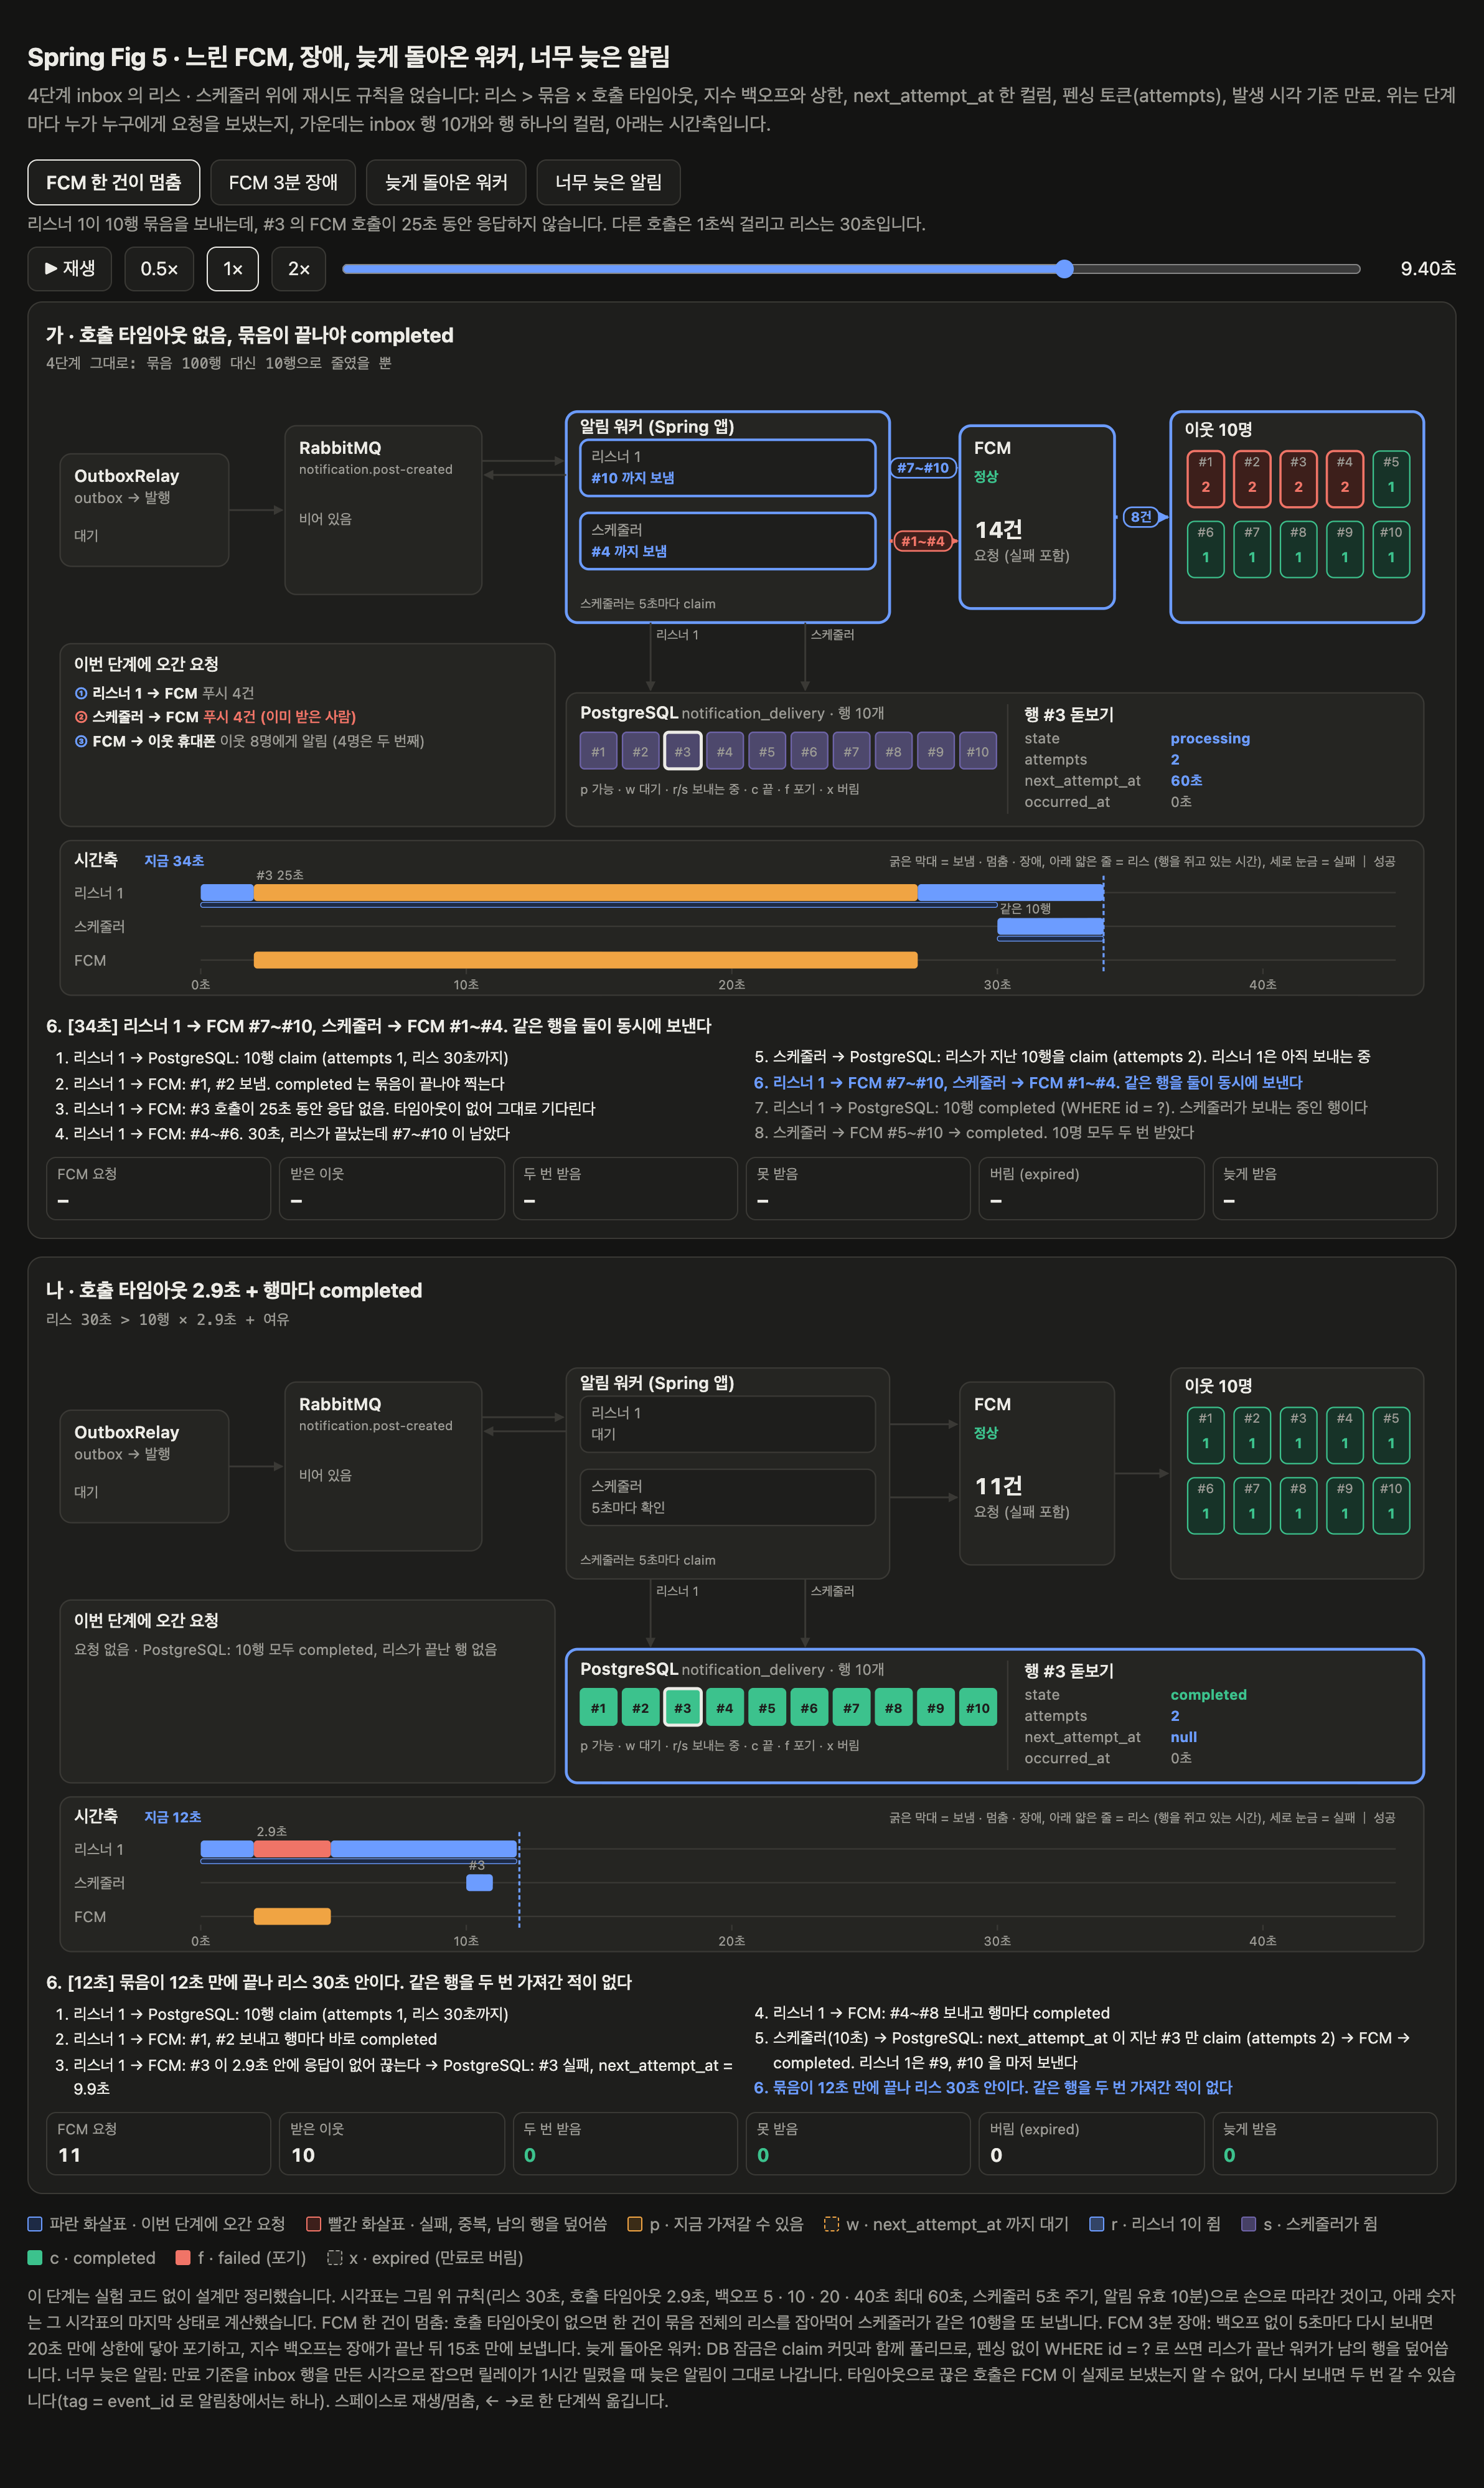 Spring Fig 5 · 느린 FCM, 장애, 늦게 돌아온 워커, 너무 늦은 알림
4단계 inbox 의 리스 · 스케줄러 위에 재시도 규칙을 얹습니다: 리스 > 묶음 × 호출 타임아웃, 지수 백오프와 상한, next_attempt_at 한 컬럼, 펜싱 토큰(attempts), 발생 시각 기준 만료. 위는 단계
마다 누가 누구에게 요청을 보냈는지, 가운데는 inbox 행 10개와 행 하나의 컬럼, 아래는 시간축입니다.
FCM 한 건이 멈춤
FCM 3분 장애
늦게 돌아온 워커
너무 늦은 알림
리스너 1이 10행 묶음을 보내는데, #3 의 FCM 호출이 25초 동안 응답하지 않습니다. 다른 호출은 1초씩 걸리고 리스는 30초입니다.
▶ 재생
0.5×
1×
2×
9.40초
가 · 호출 타임아웃 없음, 묶음이 끝나야 completed
4단계 그대로: 묶음 100행 대신 10행으로 줄였을 뿐
OutboxRelay
outbox → 발행
대기
RabbitMQ
notification.post-created
비어 있음
알림 워커 (Spring 앱)
리스너 1
#10 까지 보냄
스케줄러
#4 까지 보냄
스케줄러는 5초마다 claim
#7~#10
#1~#4
FCM
정상
14건
요청 (실패 포함)
8건
이웃 10명
#1 #2 #3 #4 #5
2 2 2 2 1
#6 #7 #8 #9 #10
1 1 1 1 1
리스너 1
스케줄러
이번 단계에 오간 요청
① 리스너 1 → FCM 푸시 4건
② 스케줄러 → FCM 푸시 4건 (이미 받은 사람)
③ FCM → 이웃 휴대폰 이웃 8명에게 알림 (4명은 두 번째)
PostgreSQL notification_delivery · 행 10개
#1 #2 #3 #4 #5 #6 #7 #8 #9 #10
p 가능 · w 대기 · r/s 보내는 중 · c 끝 · f 포기 · x 버림
행 #3 돋보기
state processing
attempts 2
next_attempt_at 60초
occurred_at 0초
시간축 지금 34초
굵은 막대 = 보냄 · 멈춤 · 장애, 아래 얇은 줄 = 리스 (행을 쥐고 있는 시간), 세로 눈금 = 실패 | 성공
#3 25초
리스너 1
같은 10행
스케줄러
FCM
0초 10초 20초 30초 40초
6. [34초] 리스너 1 → FCM #7~#10, 스케줄러 → FCM #1~#4. 같은 행을 둘이 동시에 보낸다
1. 리스너 1 → PostgreSQL: 10행 claim (attempts 1, 리스 30초까지)
2. 리스너 1 → FCM: #1, #2 보냄. completed 는 묶음이 끝나야 찍는다
3. 리스너 1 → FCM: #3 호출이 25초 동안 응답 없음. 타임아웃이 없어 그대로 기다린다
4. 리스너 1 → FCM: #4~#6. 30초, 리스가 끝났는데 #7~#10 이 남았다
5. 스케줄러 → PostgreSQL: 리스가 지난 10행을 claim (attempts 2). 리스너 1은 아직 보내는 중
6. 리스너 1 → FCM #7~#10, 스케줄러 → FCM #1~#4. 같은 행을 둘이 동시에 보낸다
7. 리스너 1 → PostgreSQL: 10행 completed (WHERE id = ?). 스케줄러가 보내는 중인 행이다
8. 스케줄러 → FCM #5~#10 → completed. 10명 모두 두 번 받았다
FCM 요청
–
받은 이웃
–
두 번 받음
–
못 받음
–
버림 (expired)
–
늦게 받음
–
나 · 호출 타임아웃 2.9초 + 행마다 completed
리스 30초 > 10행 × 2.9초 + 여유
OutboxRelay
outbox → 발행
대기
RabbitMQ
notification.post-created
비어 있음
알림 워커 (Spring 앱)
리스너 1
대기
스케줄러
5초마다 확인
스케줄러는 5초마다 claim
FCM
정상
11건
요청 (실패 포함)
이웃 10명
#1 #2 #3 #4 #5
1 1 1 1 1
#6 #7 #8 #9 #10
1 1 1 1 1
리스너 1
스케줄러
이번 단계에 오간 요청
요청 없음 · PostgreSQL: 10행 모두 completed, 리스가 끝난 행 없음
PostgreSQL notification_delivery · 행 10개
#1 #2 #3 #4 #5 #6 #7 #8 #9 #10
p 가능 · w 대기 · r/s 보내는 중 · c 끝 · f 포기 · x 버림
행 #3 돋보기
state completed
attempts 2
next_attempt_at null
occurred_at 0초
시간축 지금 12초
굵은 막대 = 보냄 · 멈춤 · 장애, 아래 얇은 줄 = 리스 (행을 쥐고 있는 시간), 세로 눈금 = 실패 | 성공
2.9초
리스너 1
#3
스케줄러
FCM
0초 10초 20초 30초 40초
6. [12초] 묶음이 12초 만에 끝나 리스 30초 안이다. 같은 행을 두 번 가져간 적이 없다
1. 리스너 1 → PostgreSQL: 10행 claim (attempts 1, 리스 30초까지)
2. 리스너 1 → FCM: #1, #2 보내고 행마다 바로 completed
3. 리스너 1 → FCM: #3 이 2.9초 안에 응답이 없어 끊는다 → PostgreSQL: #3 실패, next_attempt_at =
9.9초
4. 리스너 1 → FCM: #4~#8 보내고 행마다 completed
5. 스케줄러(10초) → PostgreSQL: next_attempt_at 이 지난 #3 만 claim (attempts 2) → FCM →
completed. 리스너 1은 #9, #10 을 마저 보낸다
6. 묶음이 12초 만에 끝나 리스 30초 안이다. 같은 행을 두 번 가져간 적이 없다
FCM 요청
11
받은 이웃
10
두 번 받음
0
못 받음
0
버림 (expired)
0
늦게 받음
0
파란 화살표 · 이번 단계에 오간 요청
빨간 화살표 · 실패, 중복, 남의 행을 덮어씀
p · 지금 가져갈 수 있음
w · next_attempt_at 까지 대기
r · 리스너 1이 쥠
s · 스케줄러가 쥠
c · completed
f · failed (포기)
x · expired (만료로 버림)
이 단계는 실험 코드 없이 설계만 정리했습니다. 시각표는 그림 위 규칙(리스 30초, 호출 타임아웃 2.9초, 백오프 5 · 10 · 20 · 40초 최대 60초, 스케줄러 5초 주기, 알림 유효 10분)으로 손으로 따라간 것이고, 아래 숫자
는 그 시각표의 마지막 상태로 계산했습니다. FCM 한 건이 멈춤: 호출 타임아웃이 없으면 한 건이 묶음 전체의 리스를 잡아먹어 스케줄러가 같은 10행을 또 보냅니다. FCM 3분 장애: 백오프 없이 5초마다 다시 보내면
20초 만에 상한에 닿아 포기하고, 지수 백오프는 장애가 끝난 뒤 15초 만에 보냅니다. 늦게 돌아온 워커: DB 잠금은 claim 커밋과 함께 풀리므로, 펜싱 없이 WHERE id = ? 로 쓰면 리스가 끝난 워커가 남의 행을 덮어씁
니다. 너무 늦은 알림: 만료 기준을 inbox 행을 만든 시각으로 잡으면 릴레이가 1시간 밀렸을 때 늦은 알림이 그대로 나갑니다. 타임아웃으로 끊은 호출은 FCM 이 실제로 보냈는지 알 수 없어, 다시 보내면 두 번 갈 수 있습
니다(tag = event_id 로 알림창에서는 하나). 스페이스로 재생/멈춤, ← →로 한 단계씩 옮깁니다.